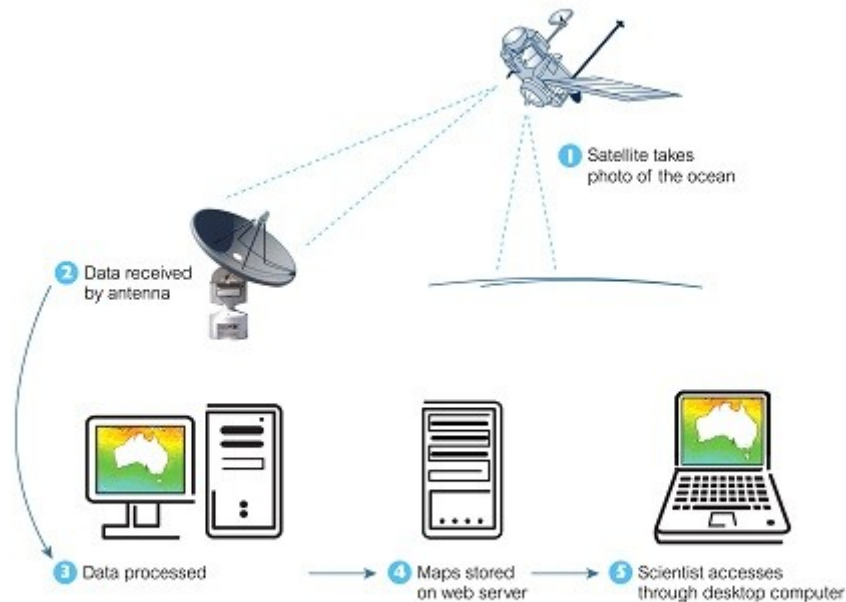 1 Satellite takes
photo of the ocean
2 Data received
by antenna
3 Data processed
4 Maps stored
on web server
5 Scientist accesses
through desktop computer